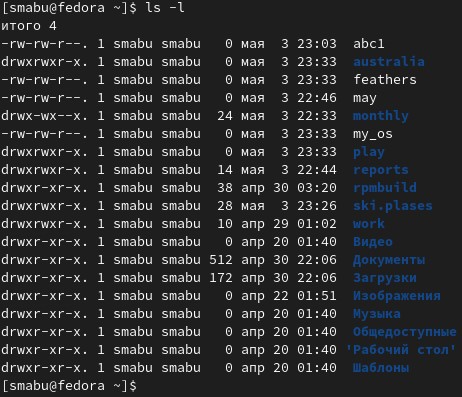 [smabu@fedora ~]$ ls -l
итого 4
-rw-rw-r--. 1 smabu smabu   0 мая  3 23:03  abc1
drwxrwxr-x. 1 smabu smabu   0 мая  3 23:33  australia
-rw-rw-r--. 1 smabu smabu   0 мая  3 23:33  feathers
-rw-rw-r--. 1 smabu smabu   0 мая  3 22:46  may
drwx-wx--x. 1 smabu smabu  24 мая  3 22:33  monthly
-rw-rw-r--. 1 smabu smabu   0 мая  3 23:33  my_os
drwxrwxr-x. 1 smabu smabu   0 мая  3 23:33  play
drwxrwxr-x. 1 smabu smabu  14 мая  3 22:44  reports
drwxrwxr-x. 1 smabu smabu  38 апр 30 03:20  rpmbuild
drwxrwxr-x. 1 smabu smabu  28 мая  3 23:26  ski.plases
drwxrwxr-x. 1 smabu smabu  10 апр 29 01:02  work
drwxr-xr-x. 1 smabu smabu   0 апр 20 01:40  Видео
drwxr-xr-x. 1 smabu smabu 512 апр 30 22:06  Документы
drwxr-xr-x. 1 smabu smabu 172 апр 30 22:06  Загрузки
drwxr-xr-x. 1 smabu smabu   0 апр 22 01:51  Изображения
drwxr-xr-x. 1 smabu smabu   0 апр 20 01:40  Музыка
drwxr-xr-x. 1 smabu smabu   0 апр 20 01:40  Общедоступные
drwxr-xr-x. 1 smabu smabu   0 апр 20 01:40 'Рабочий стол'
drwxr-xr-x. 1 smabu smabu   0 апр 20 01:40  Шаблоны
[smabu@fedora ~]$